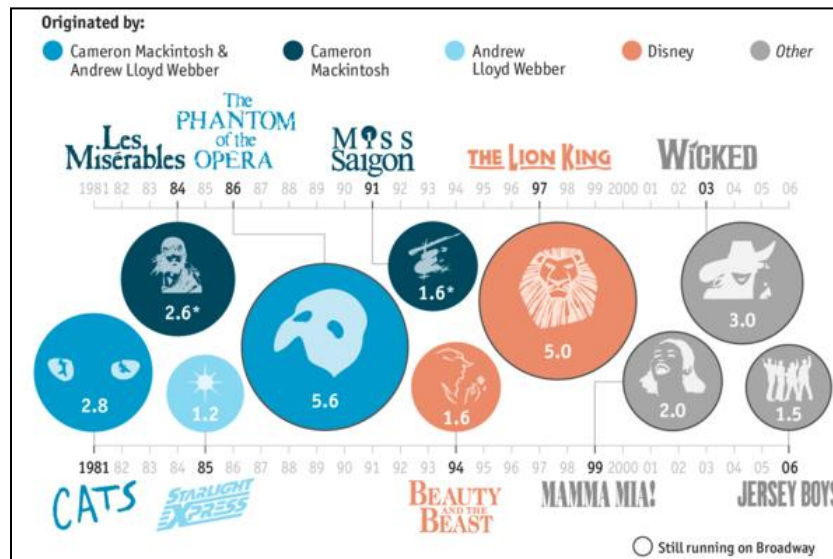 Originated by:
Cameron Mackintosh &
Andrew Lloyd Webber
Cameron
Mackintosh
Andrew
Lloyd Webber
Disney
Other
Les
Misérables
The
PHANTOM
of the
OPERA
Miss
Saigon
THE LION KING
WICKED
1981 82 83 84 85 86 87 88 89 90 91 92 93 94 95 96 97 98 99 2000 01 02 03 04 05 06
2.6*
1.6*
5.0
3.0
2.8
1.2
5.6
1.6
2.0
1.5
1981 82 83 84 85 86 87 88 89 90 91 92 93 94 95 96 97 98 99 2000 01 02 03 04 05 06
CATS
STARLIGHT
EXPRESS
BEAUTY
AND THE
BEAST
MAMMA MIA!
JERSEY BOYS
Still running on Broadway